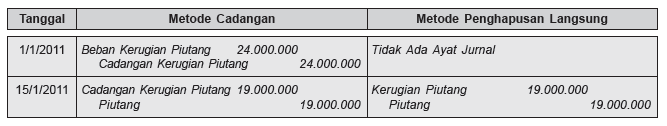 Tanggal Metode Cadangan Metode Penghapusan Langsung
1/1/2011 Beban Kerugian Piutang 24.000.000 Tidak Ada Ayat Jurnal
Cadangan Kerugian Piutang 24.000.000
15/1/2011 Cadangan Kerugian Piutang 19.000.000 Kerugian Piutang 19.000.000
Piutang 19.000.000 Piutang 19.000.000